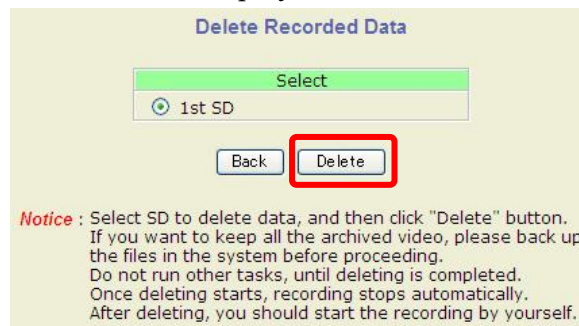 Delete Recorded Data
Select
1st SD
Back Delete
Notice : Select SD to delete data, and then click "Delete" button.
If you want to keep all the archived video, please back up
the files in the system before proceeding.
Do not run other tasks, until deleting is completed.
Once deleting starts, recording stops automatically.
After deleting, you should start the recording by yourself.